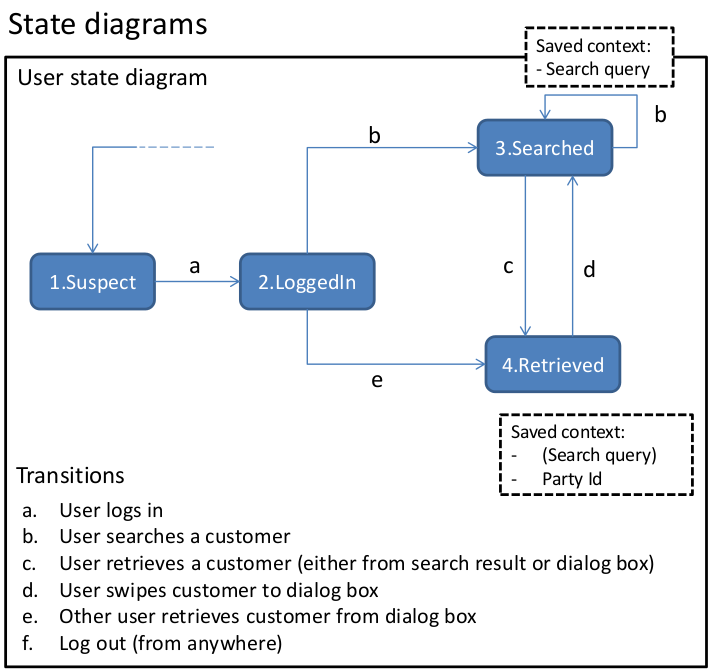 State diagrams
Saved context:
- Search query
User state diagram
b
b
3.Searched
a
c
d
1.Suspect
2.LoggedIn
4.Retrieved
e
Saved context:
- (Search query)
- Party Id
Transitions
a. User logs in
b. User searches a customer
c. User retrieves a customer (either from search result or dialog box)
d. User swipes customer to dialog box
e. Other user retrieves customer from dialog box
f. Log out (from anywhere)